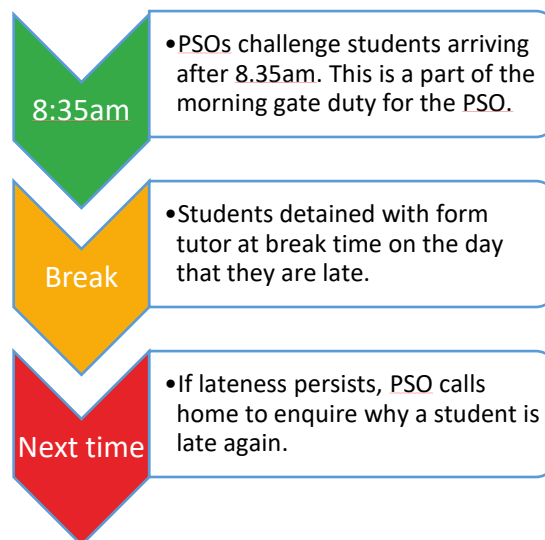 8:35am
•PSOs challenge students arriving
after 8.35am. This is a part of the
morning gate duty for the PSO.
Break
•Students detained with form
tutor at break time on the day
that they are late.
Next time
•If lateness persists, PSO calls
home to enquire why a student is
late again.